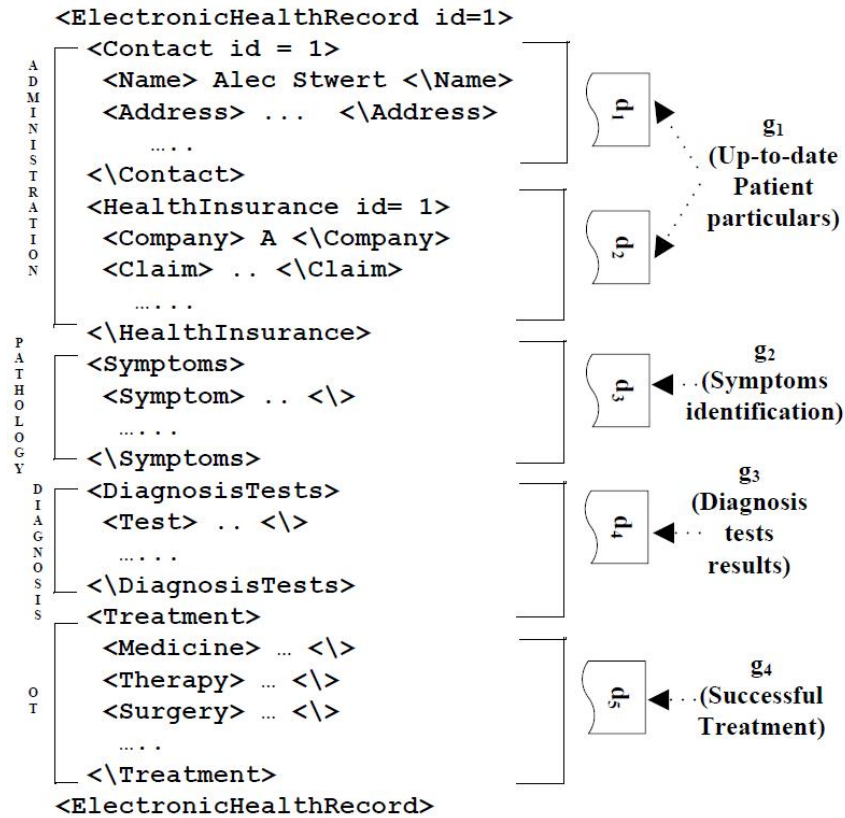 <ElectronicHealthRecord id=1>
ADMINISTRATION
<Contact id = 1>
<Name> Alec Stwert <\Name>
<Address> ... <\Address>
.....
<\Contact>
<HealthInsurance id= 1>
<Company> A <\Company>
<Claim> .. <\Claim>
......
<\HealthInsurance>
d1
d2
g1
(Up-to-date
Patient
particulars)
PATHOLOGY
<Symptoms>
<Symptom> .. <\>
......
<\Symptoms>
d3
g2
(Symptoms
identification)
DIAGNOSIS
<DiagnosisTests>
<Test> .. <\>
......
<\DiagnosisTests>
d4
g3
(Diagnosis
tests
results)
OT
<Treatment>
<Medicine> … <\>
<Therapy> … <\>
<Surgery> … <\>
.....
<\Treatment>
d5
g4
(Successful
Treatment)
<ElectronicHealthRecord>